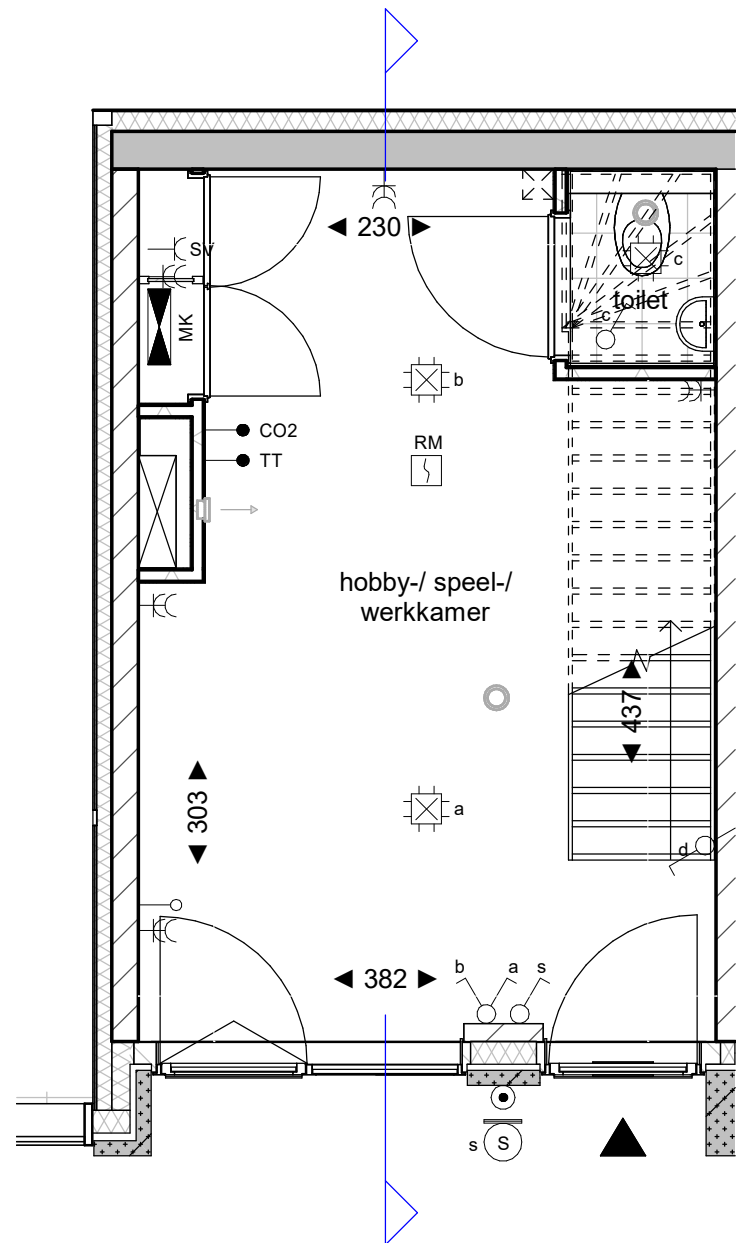 230
SV
c
toilet
c
MK
b
CO2
RM
TT
hobby-/ speel-/
werkkamer
437
303
a
d
b a s
382
s S